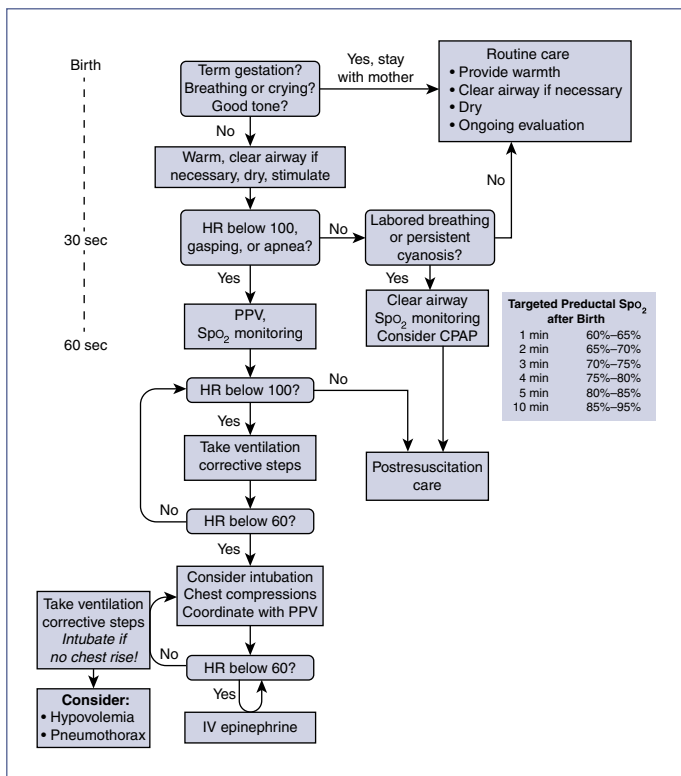 Birth
30 sec
60 sec
Term gestation?
Breathing or crying?
Good tone?
Yes, stay
with mother
Routine care
• Provide warmth
• Clear airway if necessary
• Dry
• Ongoing evaluation
No
Warm, clear airway if
necessary, dry, stimulate
HR below 100,
gasping, or apnea?
No
Labored breathing
or persistent
cyanosis?
No
Yes
Yes
PPV,
SpO₂ monitoring
Clear airway
SpO₂ monitoring
Consider CPAP
Targeted Preductal SpO₂
after Birth
1 min 60%–65%
2 min 65%–70%
3 min 70%–75%
4 min 75%–80%
5 min 80%–85%
10 min 85%–95%
HR below 100?
No
Yes
Take ventilation
corrective steps
Postresuscitation
care
HR below 60?
No
Yes
Consider intubation
Chest compressions
Coordinate with PPV
Take ventilation
corrective steps
Intubate if
no chest rise!
No
HR below 60?
Yes
IV epinephrine
Consider:
• Hypovolemia
• Pneumothorax